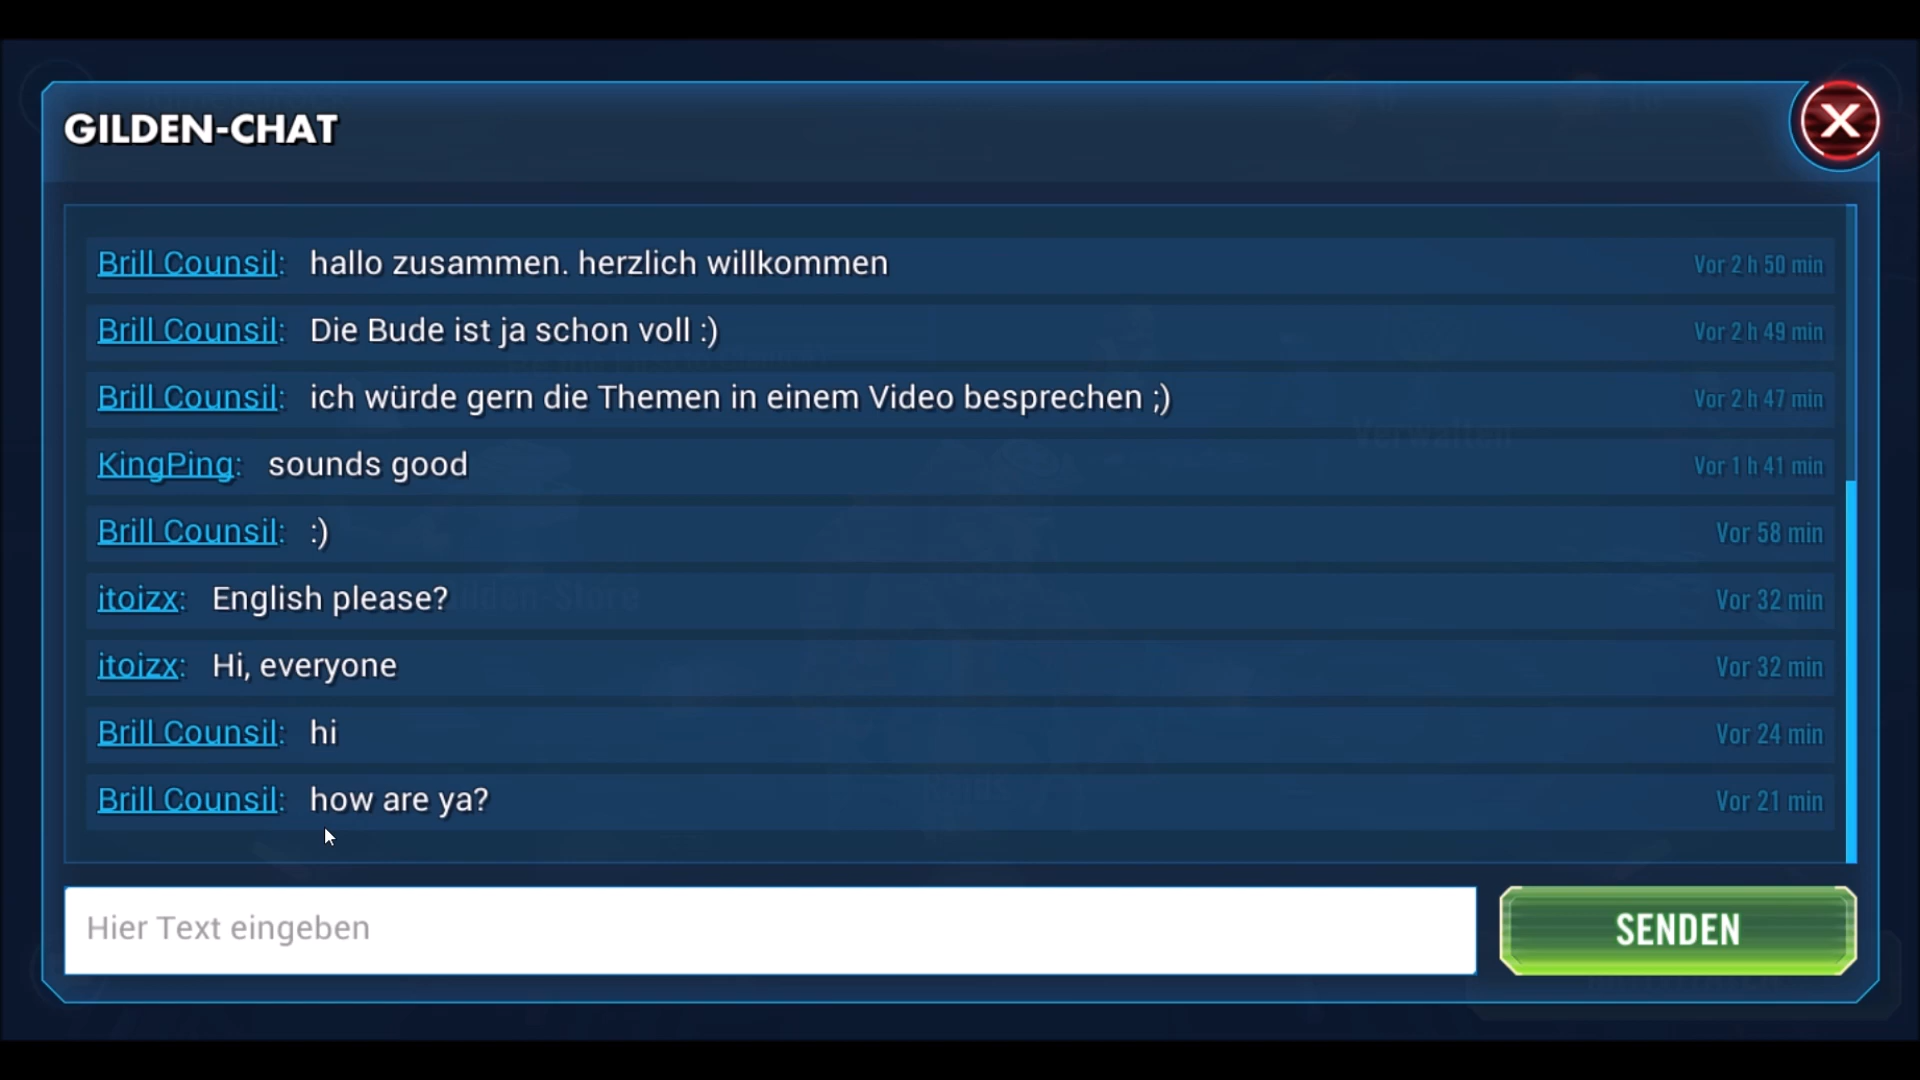 GILDEN-CHAT
X
Brill Counsil: hallo zusammen. herzlich willkommen Vor 2 h 50 min
Brill Counsil: Die Bude ist ja schon voll :) Vor 2 h 49 min
Brill Counsil: ich würde gern die Themen in einem Video besprechen ;) Vor 2 h 47 min
KingPing: sounds good Vor 1 h 41 min
Brill Counsil: :) Vor 58 min
itoizx: English please? Vor 32 min
itoizx: Hi, everyone Vor 32 min
Brill Counsil: hi Vor 24 min
Brill Counsil: how are ya? Vor 21 min
Hier Text eingeben
SENDEN